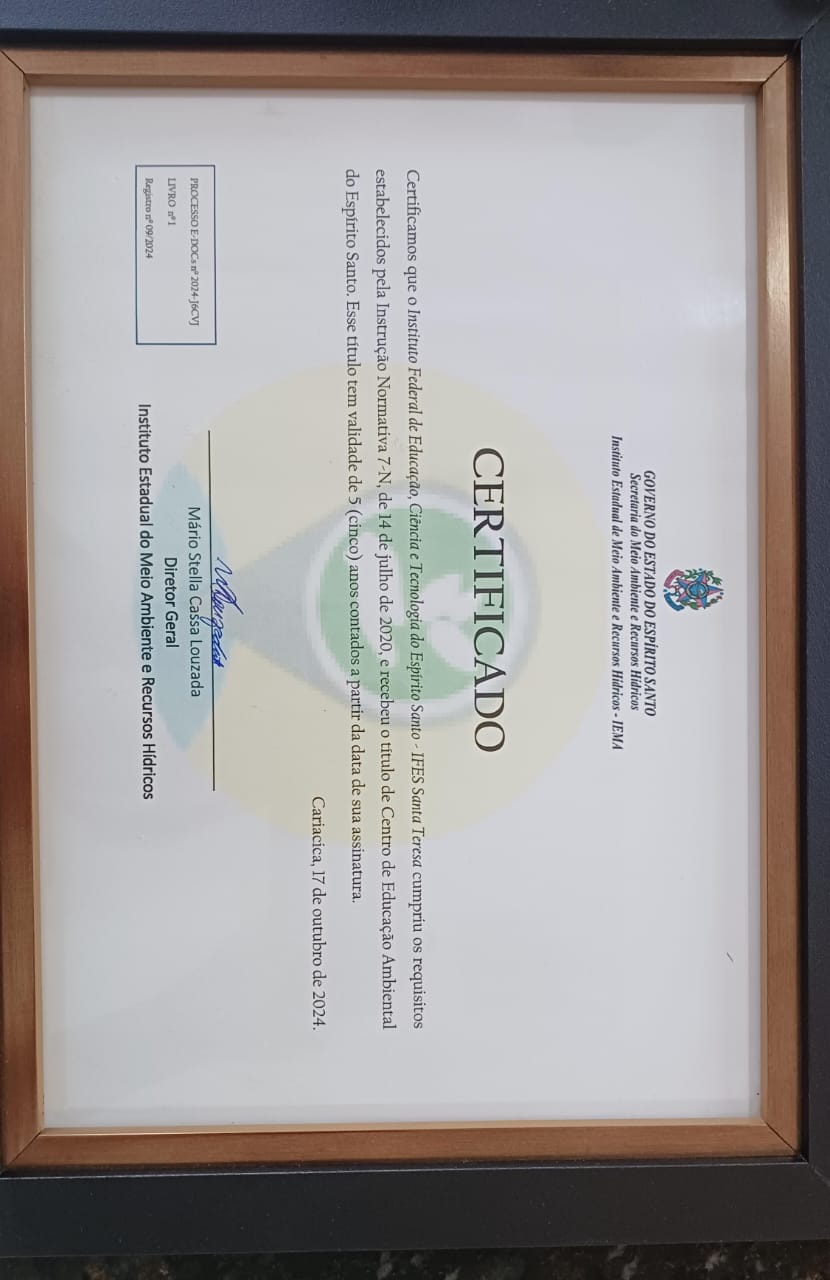 GOVERNO DO ESTADO DO ESPÍRITO SANTO
Secretaria do Meio Ambiente e Recursos Hídricos
Instituto Estadual de Meio Ambiente e Recursos Hídricos - IEMA
CERTIFICADO
Certificamos que o Instituto Federal de Educação, Ciência e Tecnologia do Espírito Santo - IFES Santa Teresa cumpriu os requisitos
estabelecidos pela Instrução Normativa 7-N, de 14 de julho de 2020, e recebeu o título de Centro de Educação Ambiental
do Espírito Santo. Esse título tem validade de 5 (cinco) anos contados a partir da data de sua assinatura.
Cariacica, 17 de outubro de 2024.
Mário Stella Cassa Louzada
Diretor Geral
Instituto Estadual do Meio Ambiente e Recursos Hídricos
PROCESSO E-DOCs nº 2024-J6CVJ
LIVRO nº1
Registro nº 09/2024